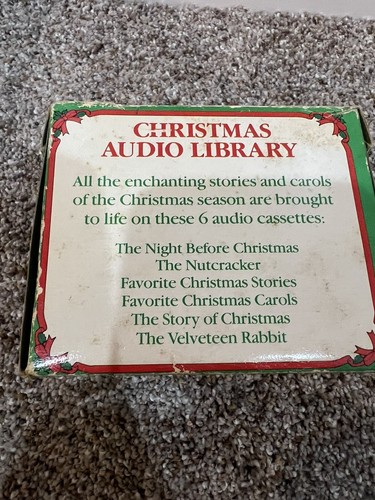 CHRISTMAS
AUDIO LIBRARY
All the enchanting stories and carols
of the Christmas season are brought
to life on these 6 audio cassettes:
The Night Before Christmas
The Nutcracker
Favorite Christmas Stories
Favorite Christmas Carols
The Story of Christmas
The Velveteen Rabbit